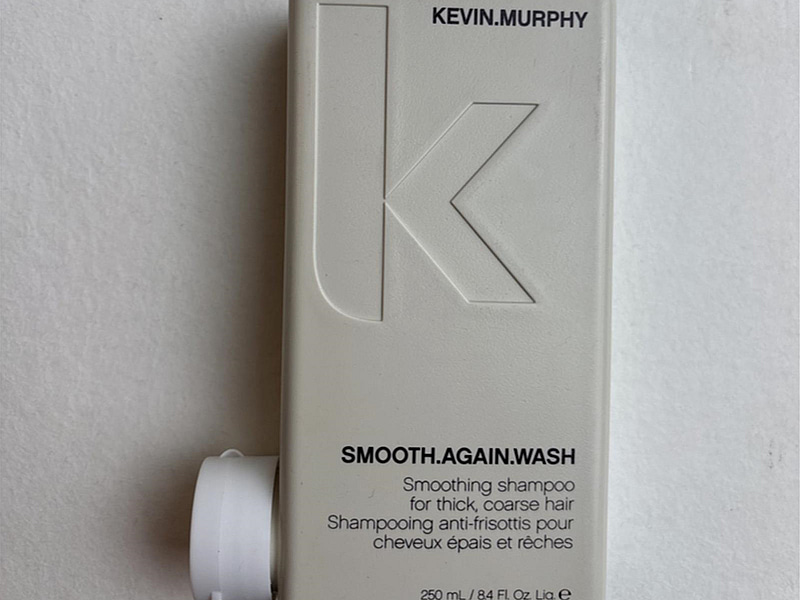 KEVIN.MURPHY
k
SMOOTH.AGAIN.WASH
Smoothing shampoo
for thick, coarse hair
Shampooing anti-frisottis pour
cheveux épais et rêches
250 mL / 8.4 Fl. Oz. Liq. ℮